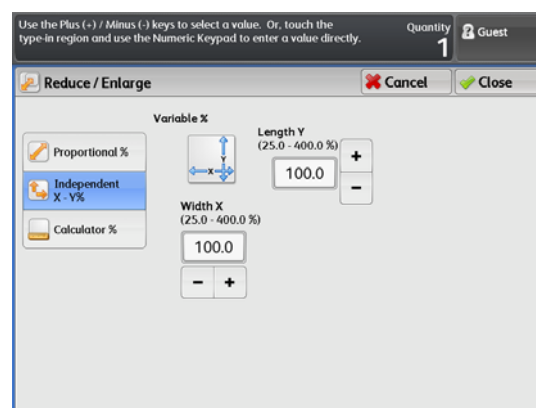 Use the Plus (+) / Minus (-) keys to select a value. Or, touch the
type-in region and use the Numeric Keypad to enter a value directly.
Quantity
1
Guest
Reduce / Enlarge
Cancel
Close
Variable %
Proportional %
Independent
X - Y%
Calculator %
Y
X
Length Y
(25.0 - 400.0 %)
100.0
+
-
Width X
(25.0 - 400.0 %)
100.0
- +